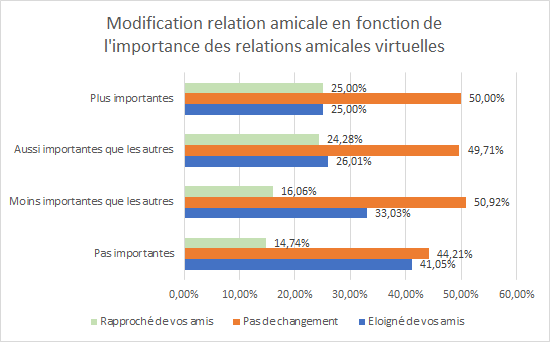 Modification relation amicale en fonction de
l'importance des relations amicales virtuelles
Plus importantes
25,00%
50,00%
25,00%
Aussi importantes que les autres
24,28%
49,71%
26,01%
Moins importantes que les autres
16,06%
50,92%
33,03%
Pas importantes
14,74%
44,21%
41,05%
0,00% 10,00% 20,00% 30,00% 40,00% 50,00% 60,00%
Rapproché de vos amis Pas de changement Eloigné de vos amis